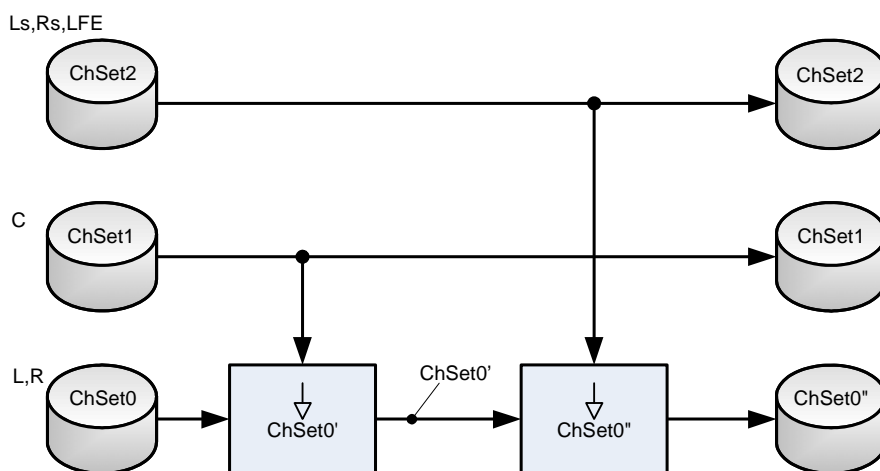 Ls,Rs,LFE
ChSet2
ChSet2
C
ChSet1
ChSet1
L,R
ChSet0
ChSet0'
ChSet0'
ChSet0"
ChSet0"